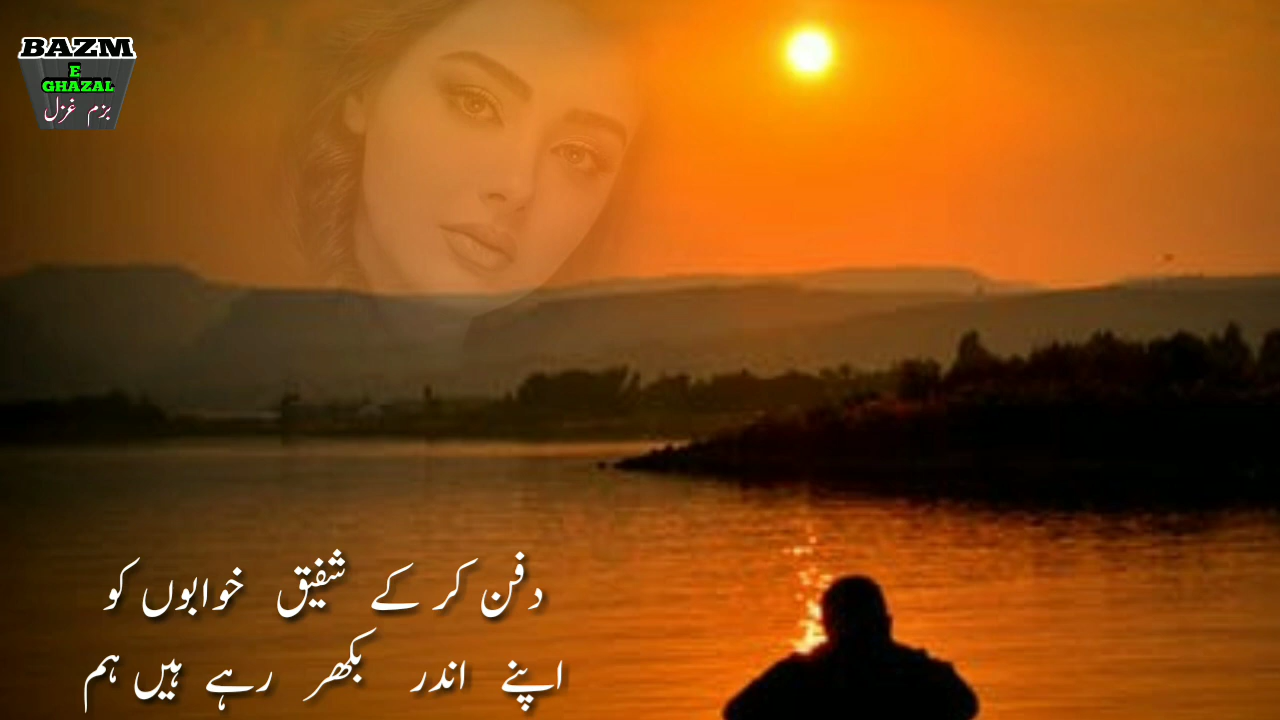 BAZM
E
GHAZAL
بزم غزل
دفن کر کے شفیق خوابوں کو
اپنے اندر بکھر رہے ہیں ہم